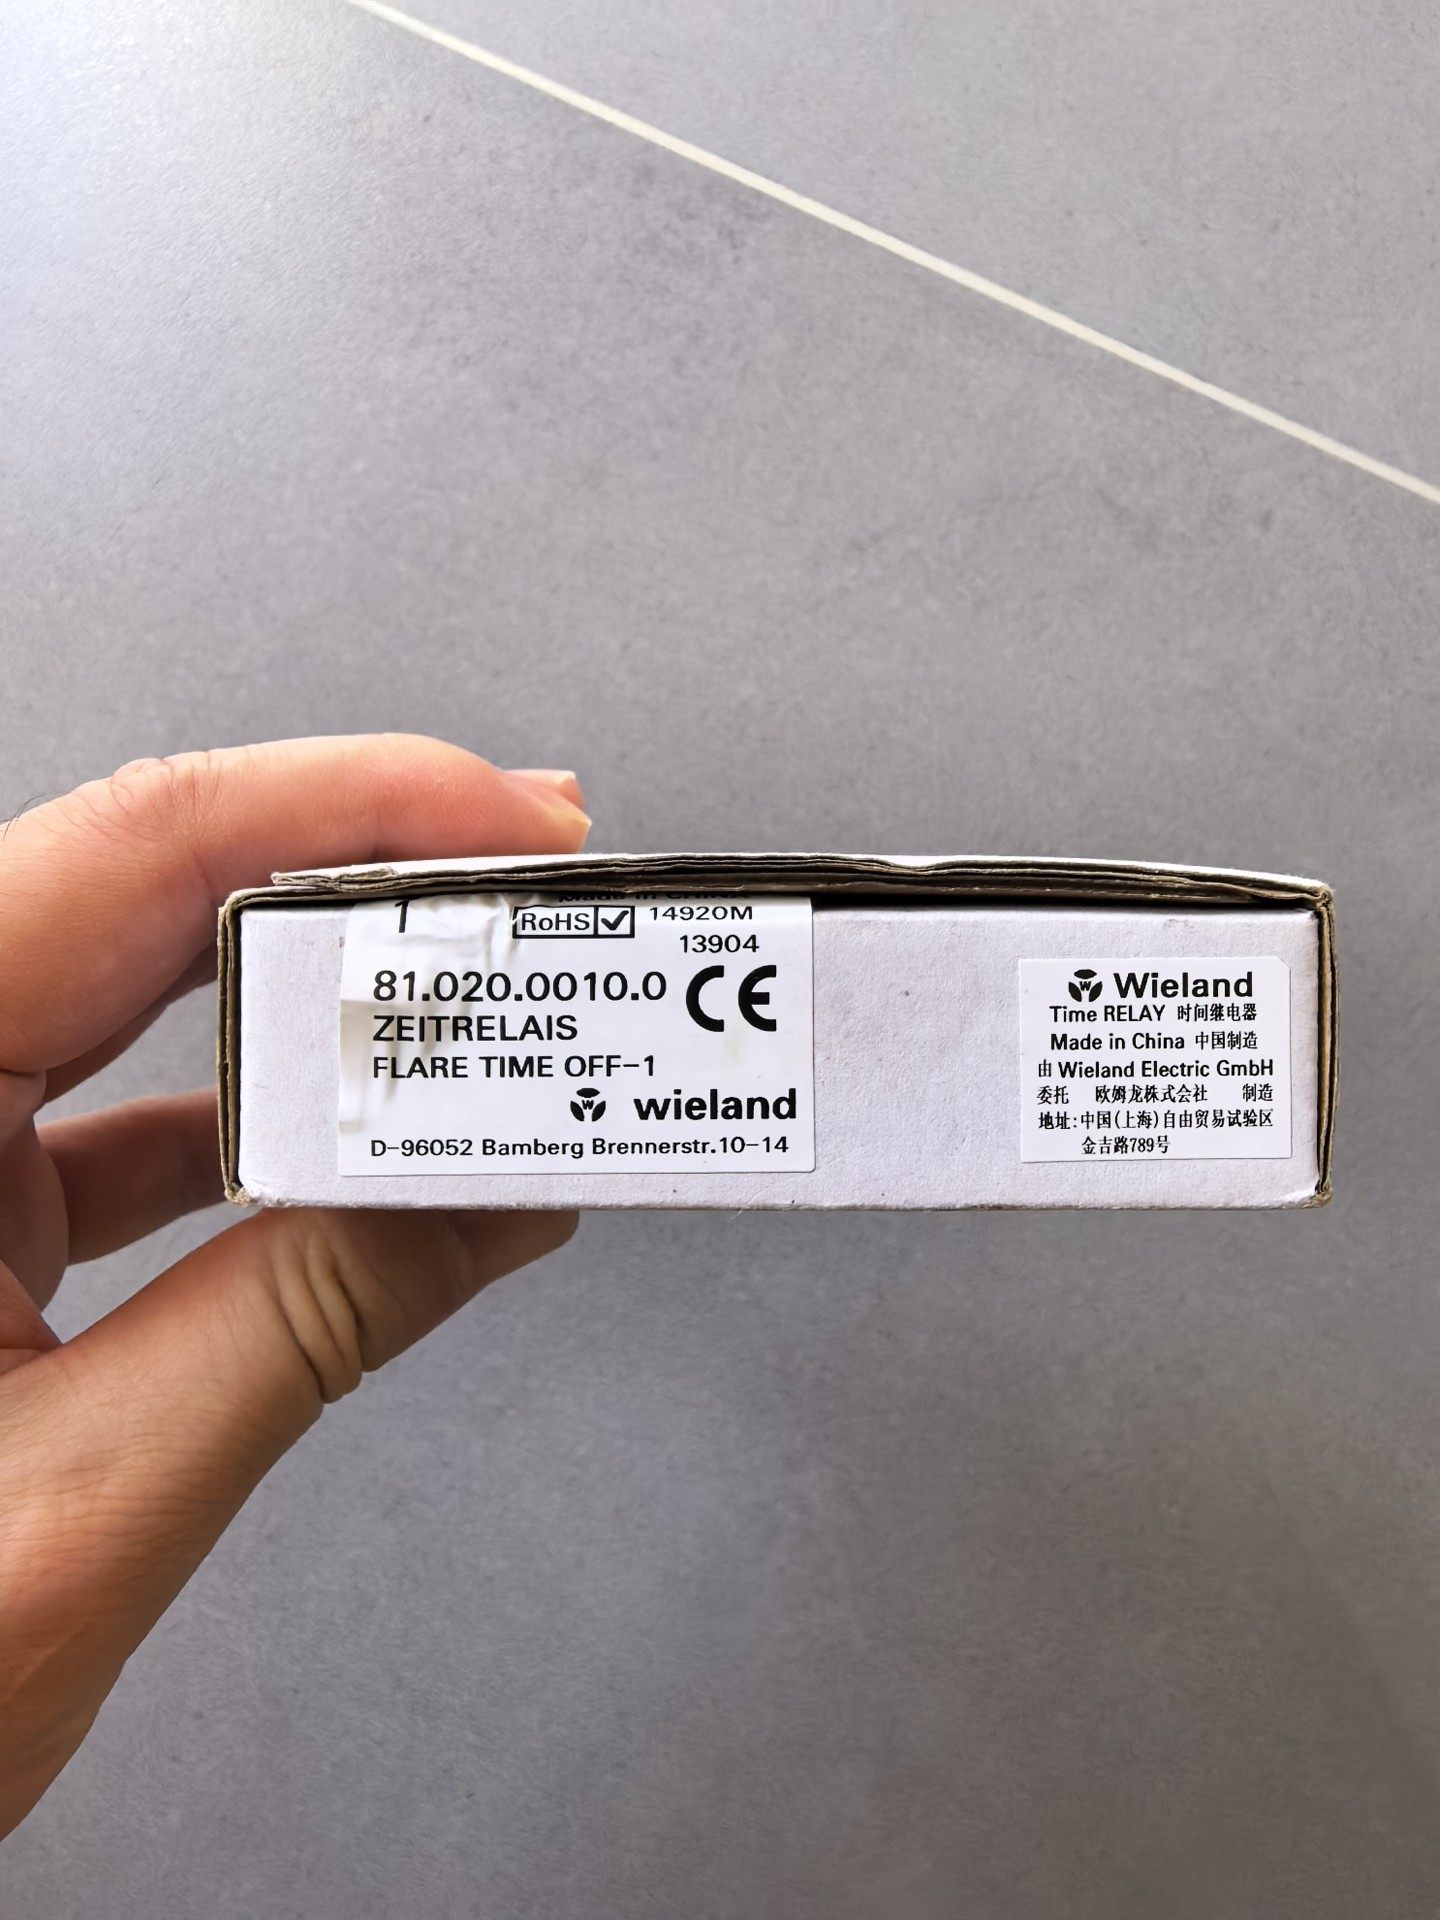 Made in China
1 RoHS 14920M
13904
81.020.0010.0 CE
ZEITRELAIS
FLARE TIME OFF-1
wieland
D-96052 Bamberg Brennerstr.10-14
Wieland
Time RELAY 时间继电器
Made in China 中国制造
由 Wieland Electric GmbH
委托 欧姆龙株式会社 制造
地址:中国(上海)自由贸易试验区
金吉路789号